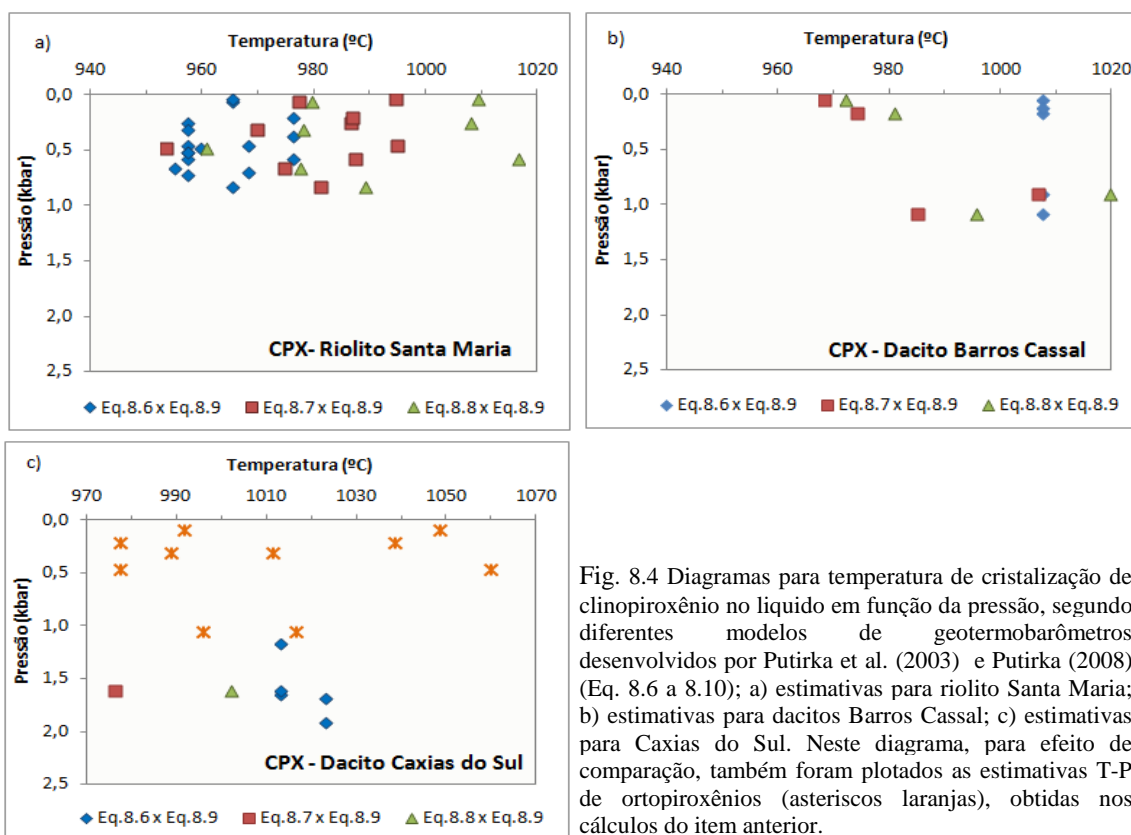 a)
Temperatura (ºC)
940 960 980 1000 1020
0,0
0,5
1,0
1,5
2,0
2,5
Pressão (kbar)
CPX- Riolito Santa Maria
Eq.8.6 x Eq.8.9 Eq.8.7 x Eq.8.9 Eq.8.8 x Eq.8.9
b)
Temperatura (ºC)
940 960 980 1000 1020
0,0
0,5
1,0
1,5
2,0
2,5
Pressão (kbar)
CPX - Dacito Barros Cassal
Eq.8.6 x Eq.8.9 Eq.8.7 x Eq.8.9 Eq.8.8 x Eq.8.9
c)
Temperatura (ºC)
970 990 1010 1030 1050 1070
0,0
0,5
1,0
1,5
2,0
2,5
Pressão (kbar)
CPX - Dacito Caxias do Sul
Eq.8.6 x Eq.8.9 Eq.8.7 x Eq.8.9 Eq.8.8 x Eq.8.9
Fig. 8.4 Diagramas para temperatura de cristalização de
clinopiroxênio no liquido em função da pressão, segundo
diferentes modelos de geotermobarômetros
desenvolvidos por Putirka et al. (2003) e Putirka (2008)
(Eq. 8.6 a 8.10); a) estimativas para riolito Santa Maria;
b) estimativas para dacitos Barros Cassal; c) estimativas
para Caxias do Sul. Neste diagrama, para efeito de
comparação, também foram plotados as estimativas T-P
de ortopiroxênios (asteriscos laranjas), obtidas nos
cálculos do item anterior.